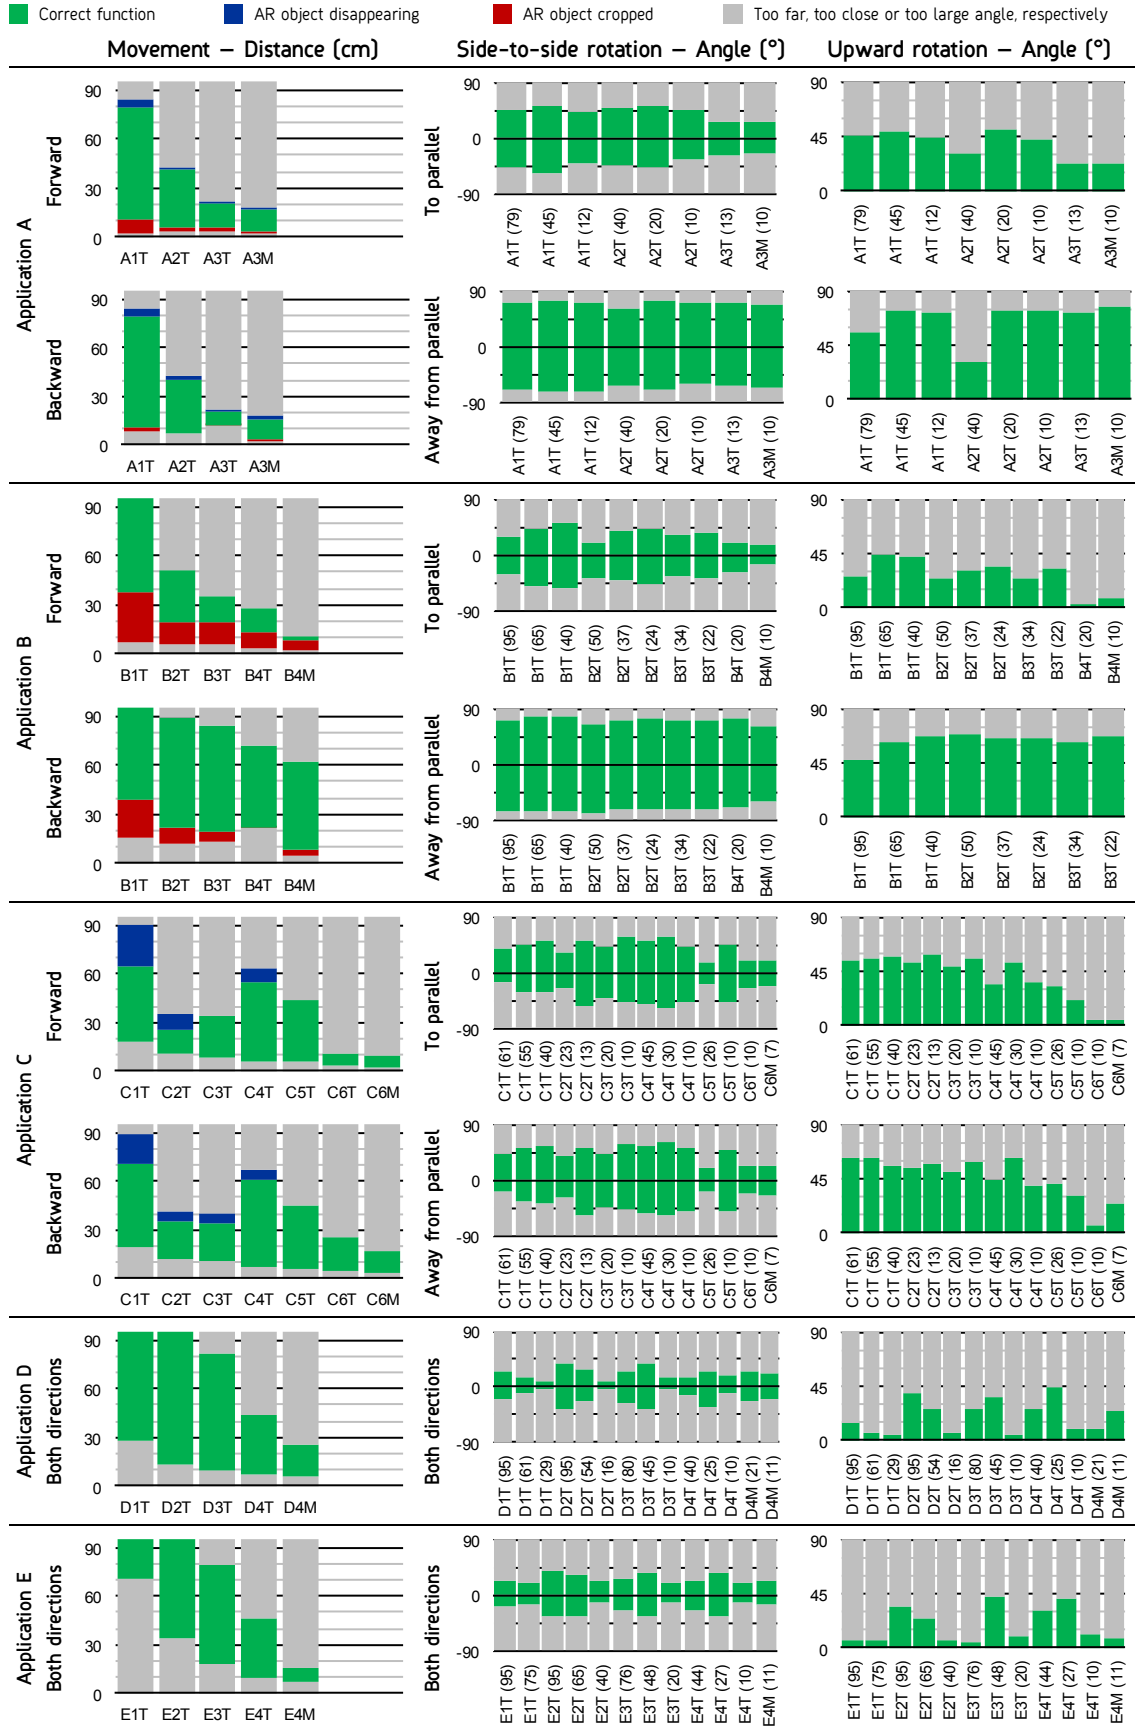 Correct function
AR object disappearing
AR object cropped
Too far, too close or too large angle, respectively
Movement – Distance (cm)
Side-to-side rotation – Angle (°)
Upward rotation – Angle (°)
Application A
Forward
90
60
30
0
A1T A2T A3T A3M
To parallel
90
0
-90
A1T (79) A1T (45) A1T (12) A2T (40) A2T (20) A2T (10) A3T (13) A3M (10)
90
45
0
A1T (79) A1T (45) A1T (12) A2T (40) A2T (20) A2T (10) A3T (13) A3M (10)
Backward
90
60
30
0
A1T A2T A3T A3M
Away from parallel
90
0
-90
A1T (79) A1T (45) A1T (12) A2T (40) A2T (20) A2T (10) A3T (13) A3M (10)
90
45
0
A1T (79) A1T (45) A1T (12) A2T (40) A2T (20) A2T (10) A3T (13) A3M (10)
Application B
Forward
90
60
30
0
B1T B2T B3T B4T B4M
To parallel
90
0
-90
B1T (95) B1T (65) B1T (40) B2T (50) B2T (37) B2T (24) B3T (34) B3T (22) B4T (20) B4M (10)
90
45
0
B1T (95) B1T (65) B1T (40) B2T (50) B2T (37) B2T (24) B3T (34) B3T (22) B4T (20) B4M (10)
Backward
90
60
30
0
B1T B2T B3T B4T B4M
Away from parallel
90
0
-90
B1T (95) B1T (65) B1T (40) B2T (50) B2T (37) B2T (24) B3T (34) B3T (22) B4T (20) B4M (10)
90
45
0
B1T (95) B1T (65) B1T (40) B2T (50) B2T (37) B2T (24) B3T (34) B3T (22)
Application C
Forward
90
60
30
0
C1T C2T C3T C4T C5T C6T C6M
To parallel
90
0
-90
C1T (61) C1T (55) C1T (40) C2T (23) C2T (13) C3T (20) C3T (10) C4T (45) C4T (30) C4T (10) C5T (26) C5T (10) C6T (10) C6M (7)
90
45
0
C1T (61) C1T (55) C1T (40) C2T (23) C2T (13) C3T (20) C3T (10) C4T (45) C4T (30) C4T (10) C5T (26) C5T (10) C6T (10) C6M (7)
Backward
90
60
30
0
C1T C2T C3T C4T C5T C6T C6M
Away from parallel
90
0
-90
C1T (61) C1T (55) C1T (40) C2T (23) C2T (13) C3T (20) C3T (10) C4T (45) C4T (30) C4T (10) C5T (26) C5T (10) C6T (10) C6M (7)
90
45
0
C1T (61) C1T (55) C1T (40) C2T (23) C2T (13) C3T (20) C3T (10) C4T (45) C4T (30) C4T (10) C5T (26) C5T (10) C6T (10) C6M (7)
Application D
Both directions
90
60
30
0
D1T D2T D3T D4T D4M
Both directions
90
0
-90
D1T (95) D1T (61) D1T (29) D2T (95) D2T (54) D2T (16) D3T (80) D3T (45) D3T (10) D4T (40) D4T (25) D4T (10) D4M (21) D4M (11)
90
45
0
D1T (95) D1T (61) D1T (29) D2T (95) D2T (54) D2T (16) D3T (80) D3T (45) D3T (10) D4T (40) D4T (25) D4T (10) D4M (21) D4M (11)
Application E
Both directions
90
60
30
0
E1T E2T E3T E4T E4M
Both directions
90
0
-90
E1T (95) E1T (75) E2T (95) E2T (65) E2T (40) E3T (76) E3T (48) E3T (20) E4T (44) E4T (27) E4T (10) E4M (11)
90
45
0
E1T (95) E1T (75) E2T (95) E2T (65) E2T (40) E3T (76) E3T (48) E3T (20) E4T (44) E4T (27) E4T (10) E4M (11)